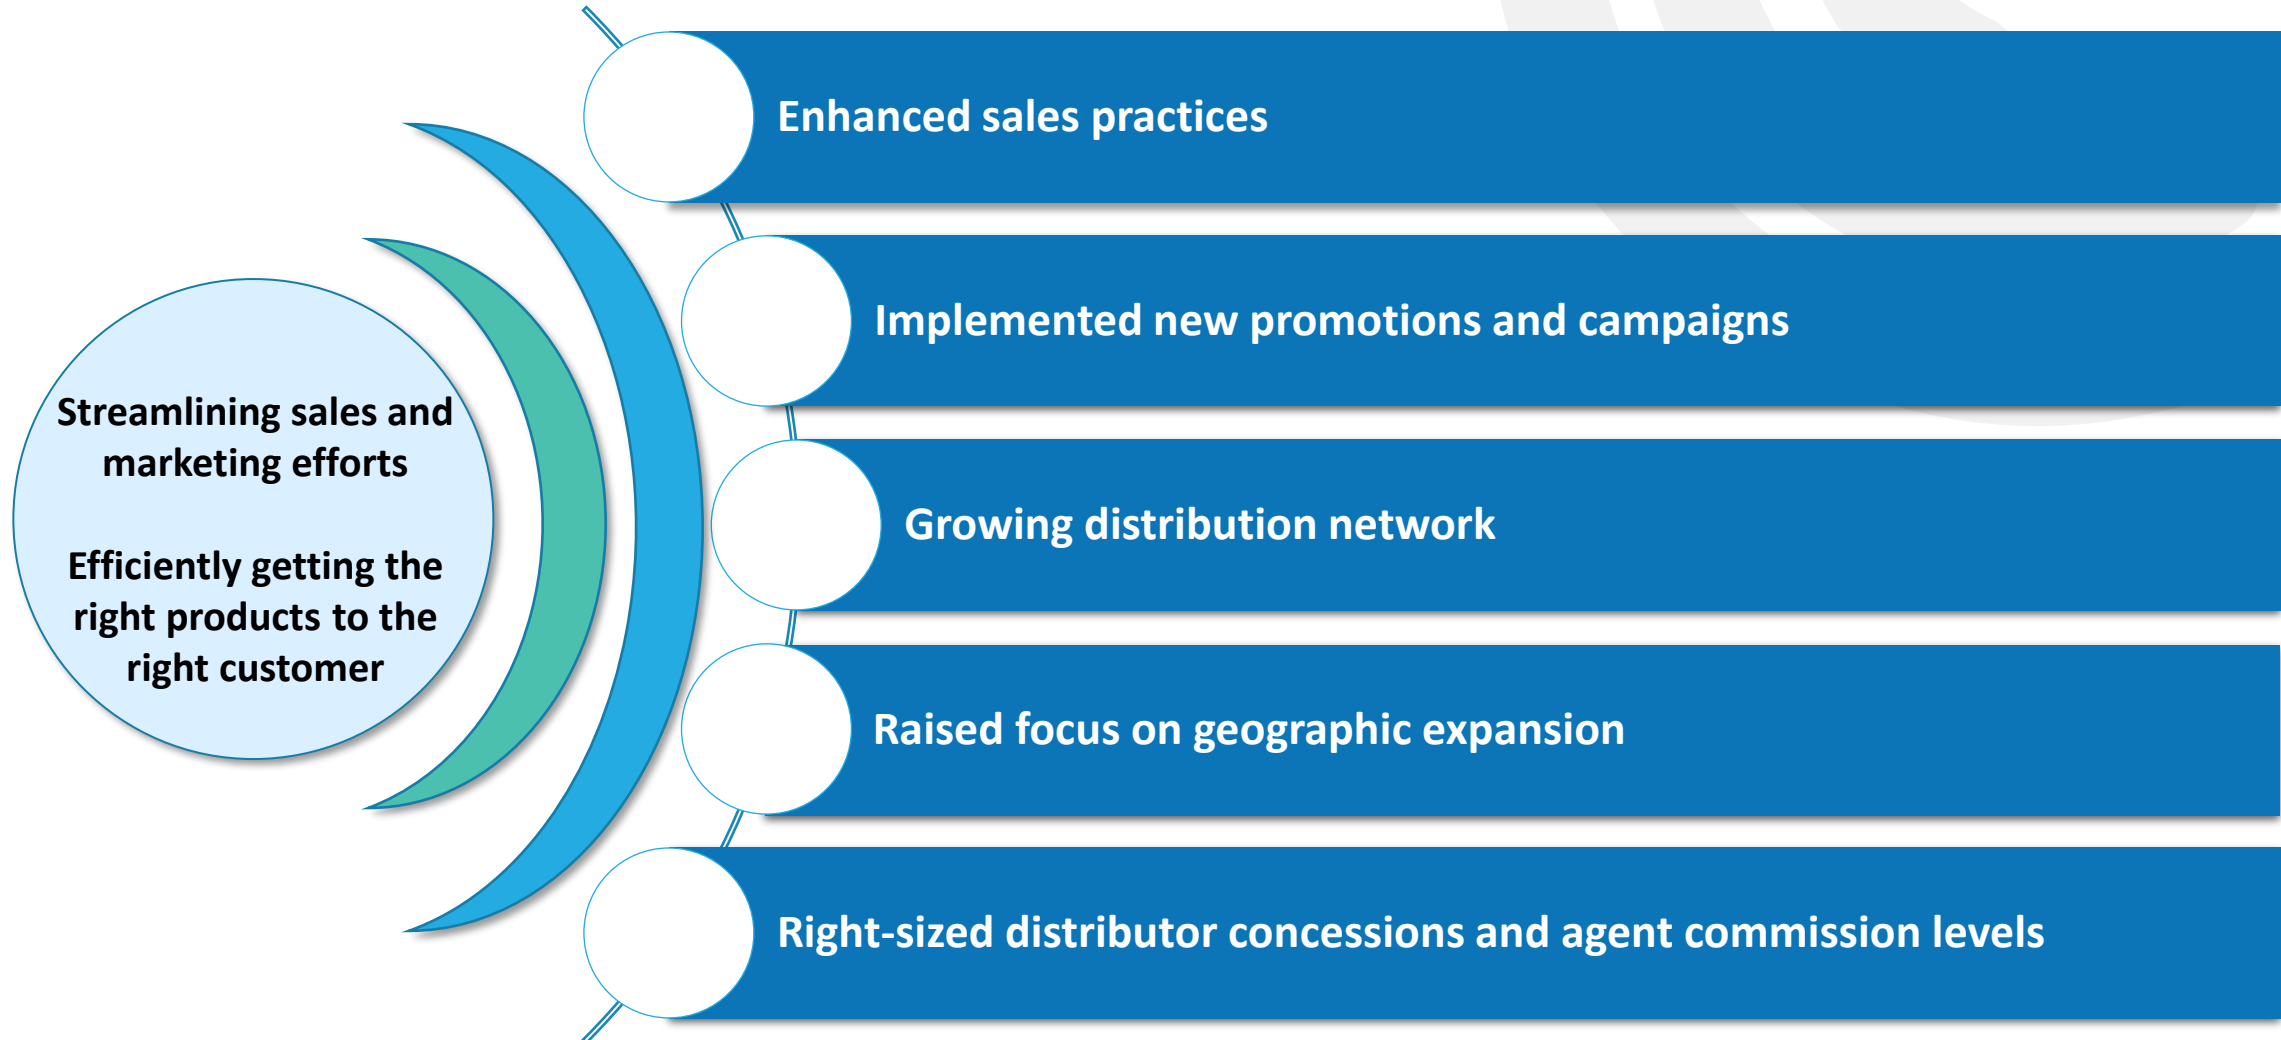 Streamlining sales and
marketing efforts
Efficiently getting the
right products to the
right customer
Enhanced sales practices
Implemented new promotions and campaigns
Growing distribution network
Raised focus on geographic expansion
Right-sized distributor concessions and agent commission levels